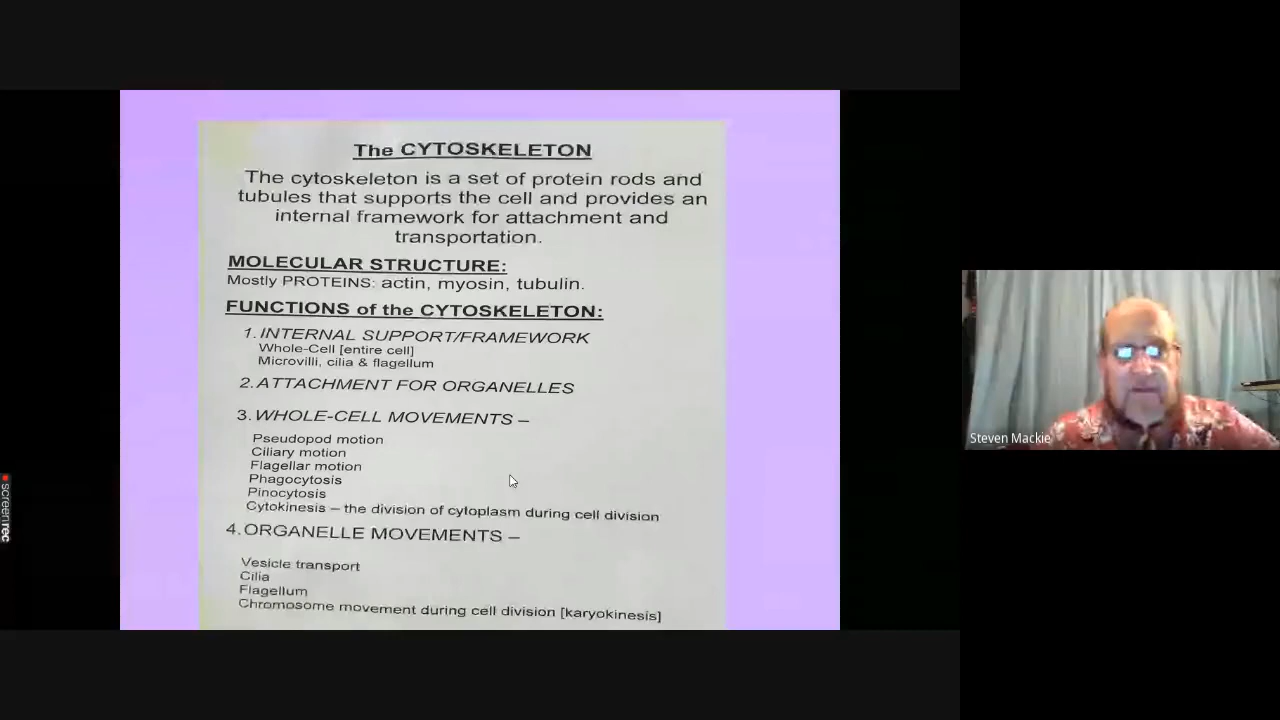 The CYTOSKELETON
The cytoskeleton is a set of protein rods and
tubules that supports the cell and provides an
internal framework for attachment and
transportation.
MOLECULAR STRUCTURE:
Mostly PROTEINS: actin, myosin, tubulin.
FUNCTIONS of the CYTOSKELETON:
1. INTERNAL SUPPORT/FRAMEWORK
Whole-Cell [entire cell]
Microvilli, cilia & flagellum
2. ATTACHMENT FOR ORGANELLES
3. WHOLE-CELL MOVEMENTS –
Pseudopod motion
Ciliary motion
Flagellar motion
Phagocytosis
Pinocytosis
Cytokinesis – the division of cytoplasm during cell division
4. ORGANELLE MOVEMENTS –
Vesicle transport
Cilia
Flagellum
Chromosome movement during cell division [karyokinesis]
Steven Mackie
screenrec